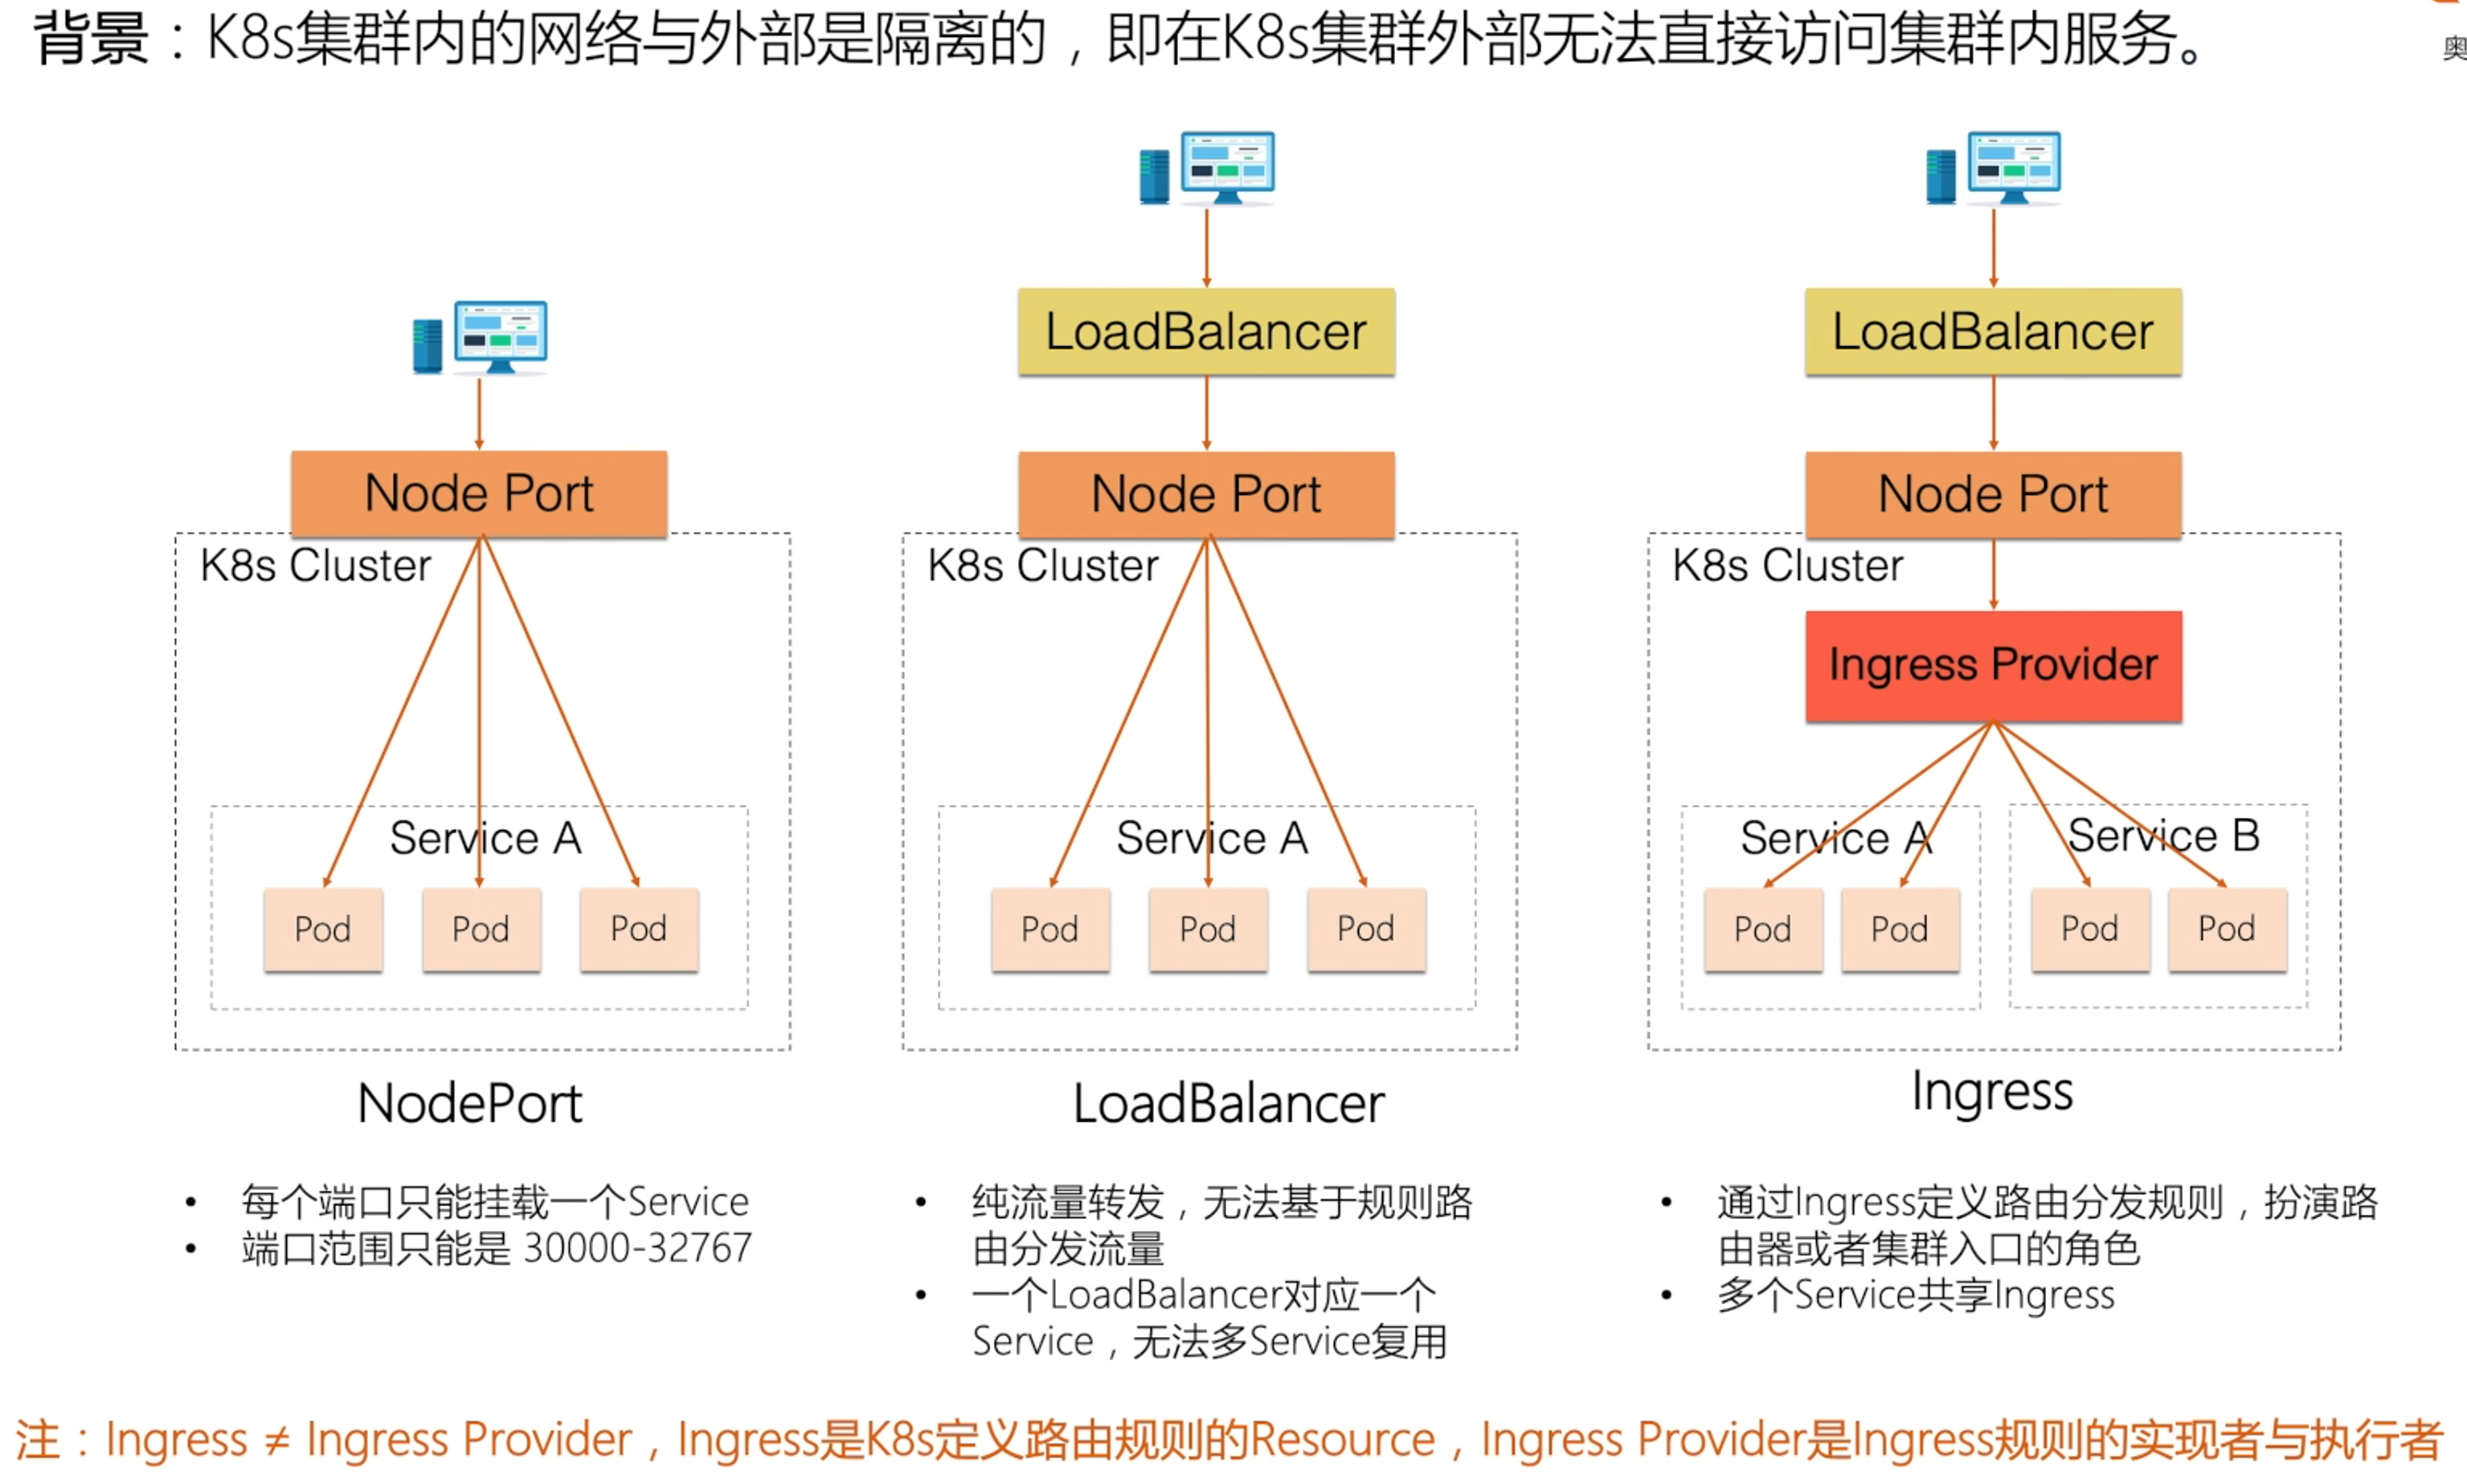 背景：K8s集群内的网络与外部是隔离的，即在K8s集群外部无法直接访问集群内服务。
奥
LoadBalancer
LoadBalancer
Node Port
Node Port
Node Port
K8s Cluster
K8s Cluster
K8s Cluster
Ingress Provider
Service A
Service A
Service A
Service B
Pod
Pod
Pod
Pod
Pod
Pod
Pod
Pod
Pod
Pod
NodePort
• 每个端口只能挂载一个Service
• 端口范围只能是 30000-32767
LoadBalancer
• 纯流量转发，无法基于规则路
由分发流量
• 一个LoadBalancer对应一个
Service，无法多Service复用
Ingress
• 通过Ingress定义路由分发规则，扮演路
由器或者集群入口的角色
• 多个Service共享Ingress
注：Ingress ≠ Ingress Provider，Ingress是K8s定义路由规则的Resource，Ingress Provider是Ingress规则的实现者与执行者